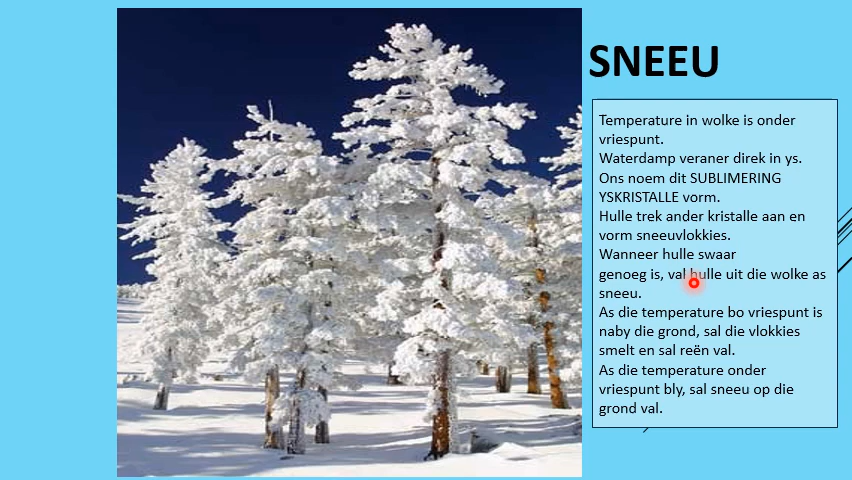 SNEEU
Temperature in wolke is onder
vriespunt.
Waterdamp veraner direk in ys.
Ons noem dit SUBLIMERING
YSKRISTALLE vorm.
Hulle trek ander kristalle aan en
vorm sneeuvlokkies.
Wanneer hulle swaar
genoeg is, val hulle uit die wolke as
sneeu.
As die temperature bo vriespunt is
naby die grond, sal die vlokkies
smelt en sal reën val.
As die temperature onder
vriespunt bly, sal sneeu op die
grond val.